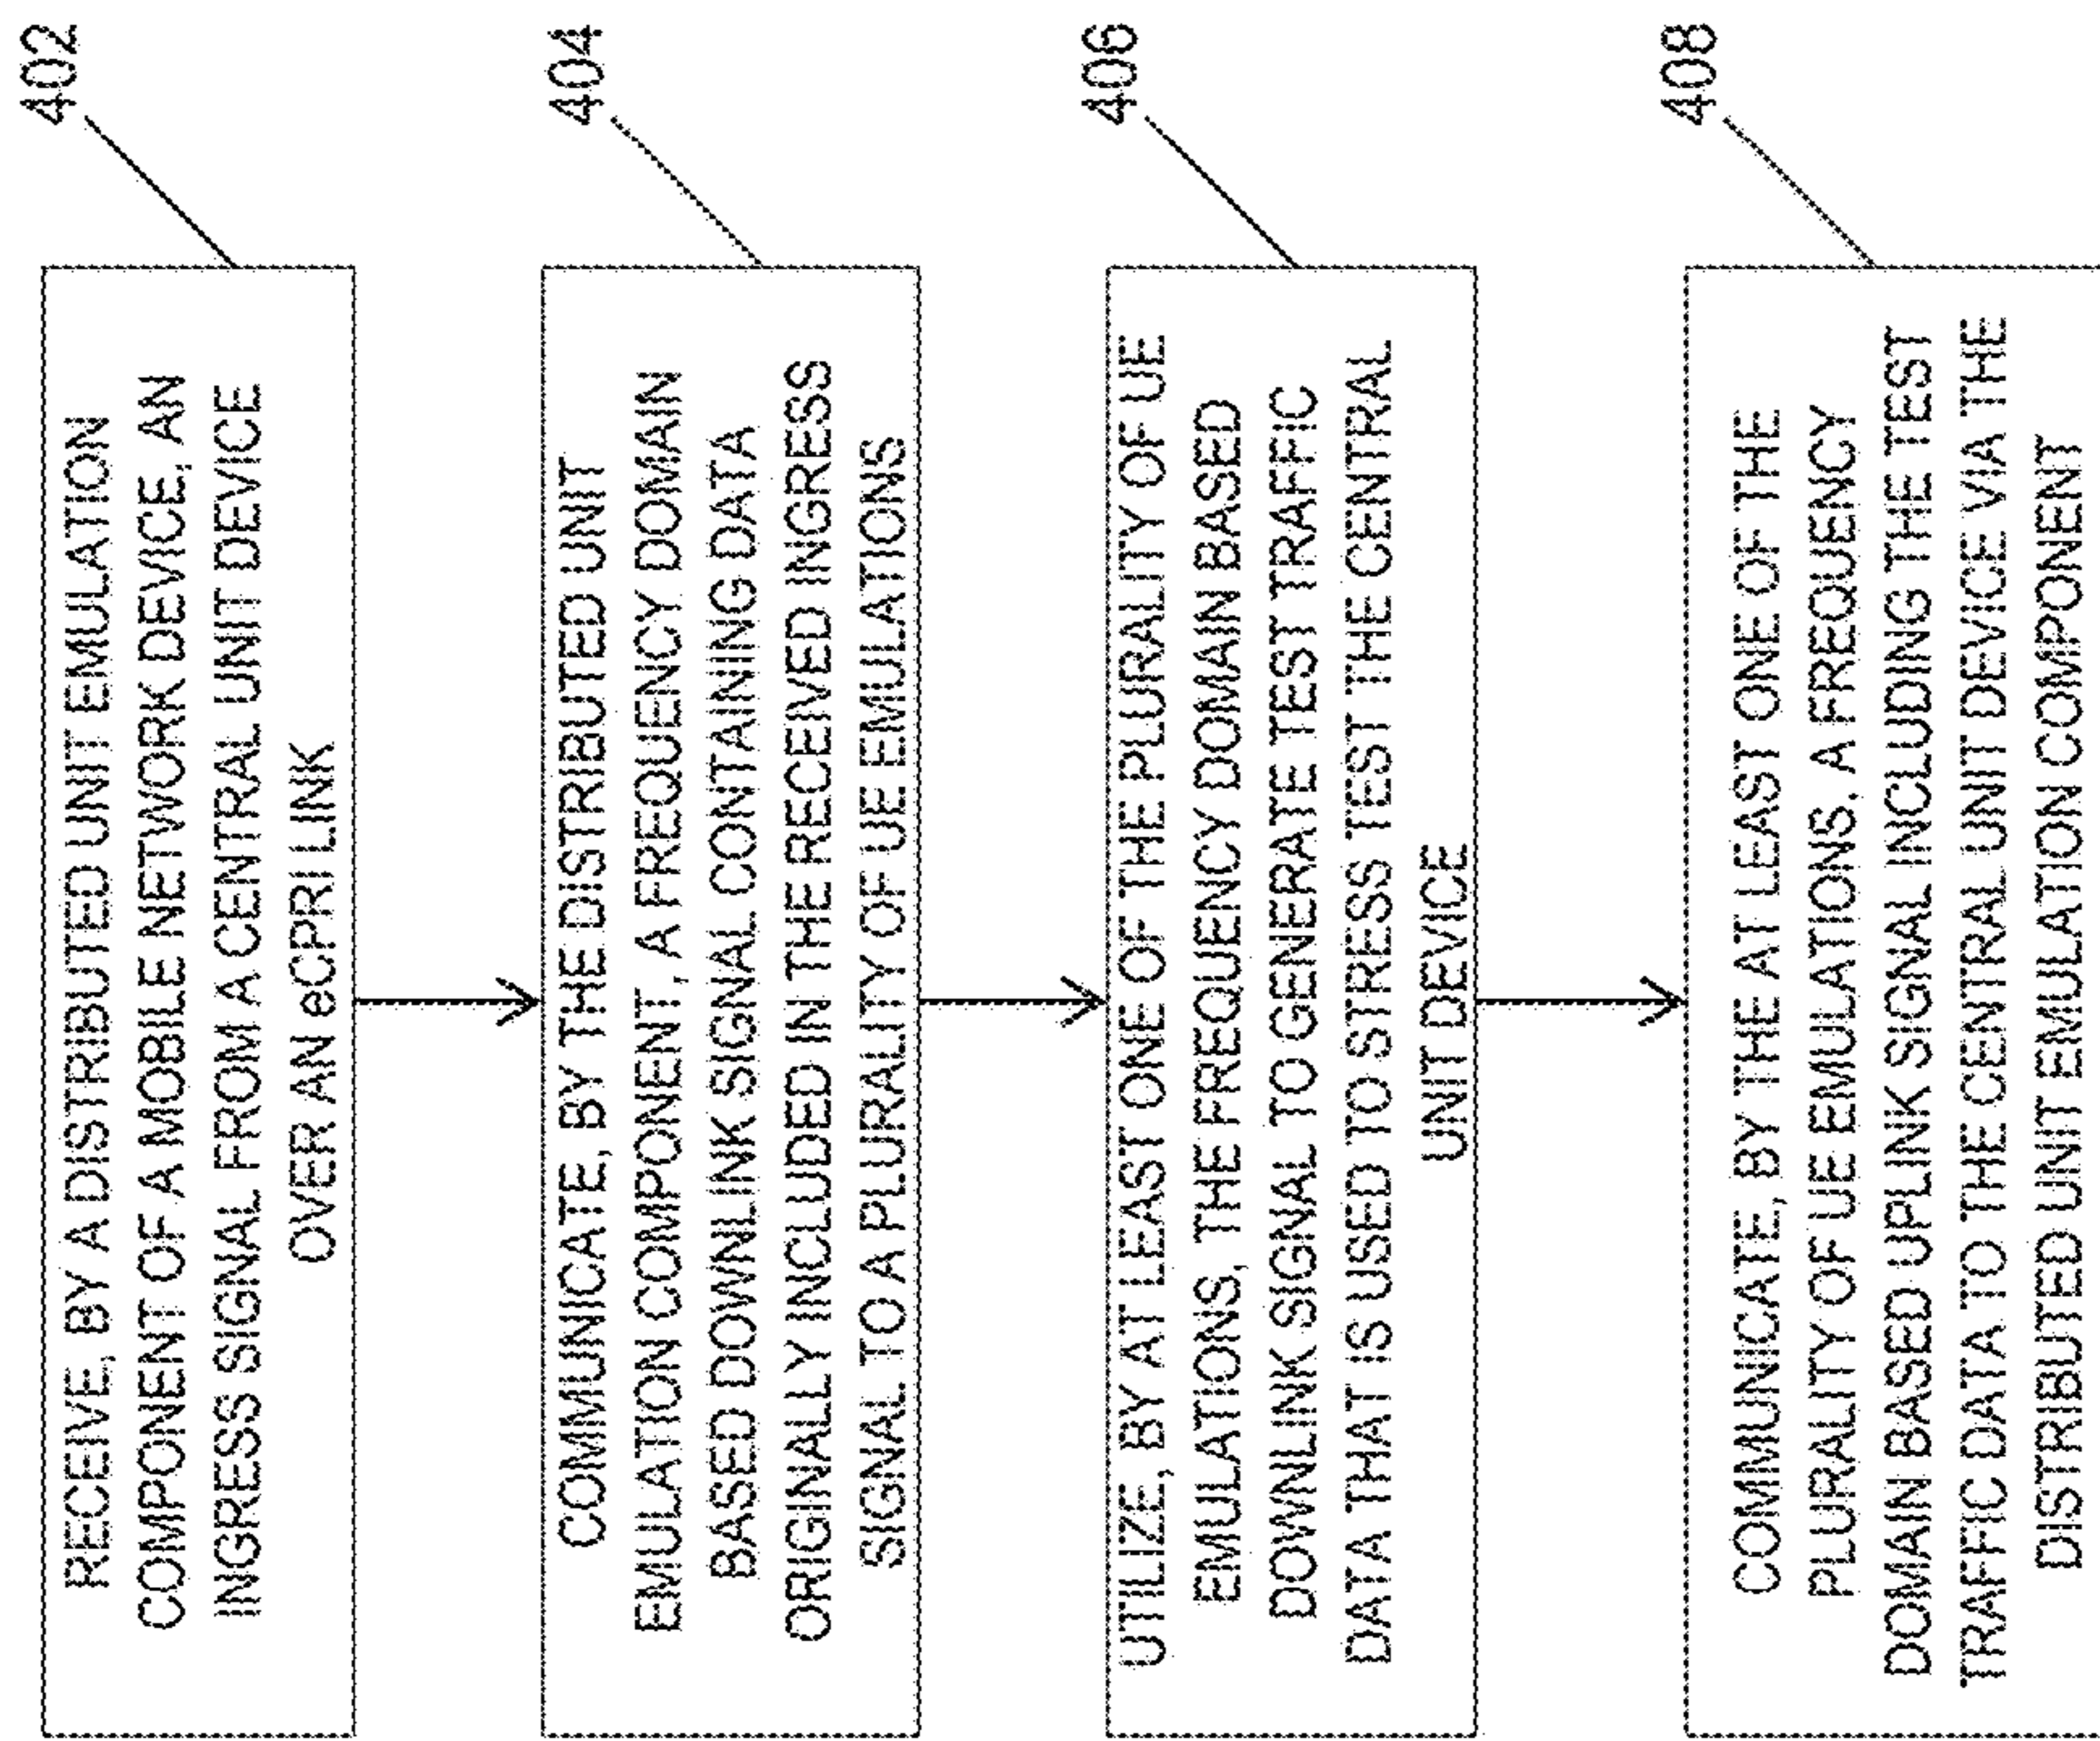 402
RECEIVE, BY A DISTRIBUTED UNIT EMULATION
COMPONENT OF A MOBILE NETWORK DEVICE, AN
INGRESS SIGNAL FROM A CENTRAL UNIT DEVICE
OVER AN eCPRI LINK
404
COMMUNICATE, BY THE DISTRIBUTED UNIT
EMULATION COMPONENT, A FREQUENCY DOMAIN
BASED DOWNLINK SIGNAL CONTAINING DATA
ORIGINALLY INCLUDED IN THE RECEIVED INGRESS
SIGNAL TO A PLURALITY OF UE EMULATIONS
406
UTILIZE, BY AT LEAST ONE OF THE PLURALITY OF UE
EMULATIONS, THE FREQUENCY DOMAIN BASED
DOWNLINK SIGNAL TO GENERATE TEST TRAFFIC
DATA THAT IS USED TO STRESS TEST THE CENTRAL
UNIT DEVICE
408
COMMUNICATE, BY THE AT LEAST ONE OF THE
PLURALITY OF UE EMULATIONS, A FREQUENCY
DOMAIN BASED UPLINK SIGNAL INCLUDING THE TEST
TRAFFIC DATA TO THE CENTRAL UNIT DEVICE VIA THE
DISTRIBUTED UNIT EMULATION COMPONENT